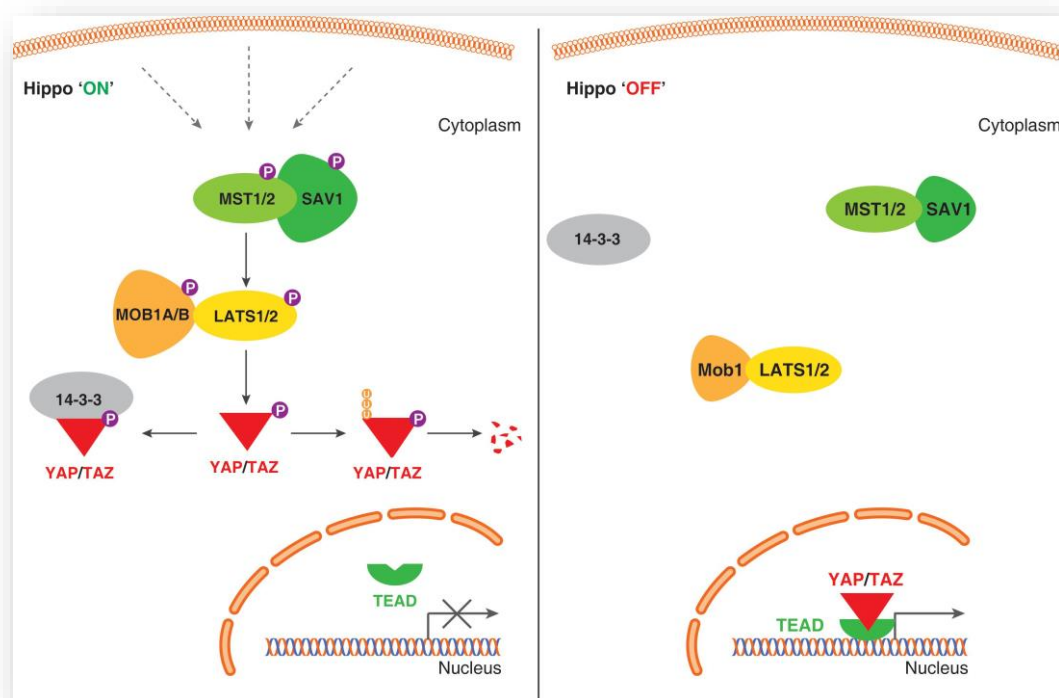 Hippo ‘ON’
Cytoplasm
P
P
MST1/2
SAV1
P
P
MOB1A/B
LATS1/2
14-3-3
P
YAP/TAZ
P
YAP/TAZ
U
U
U
P
YAP/TAZ
TEAD
Nucleus
Hippo ‘OFF’
Cytoplasm
MST1/2
SAV1
14-3-3
Mob1
LATS1/2
YAP/TAZ
TEAD
Nucleus